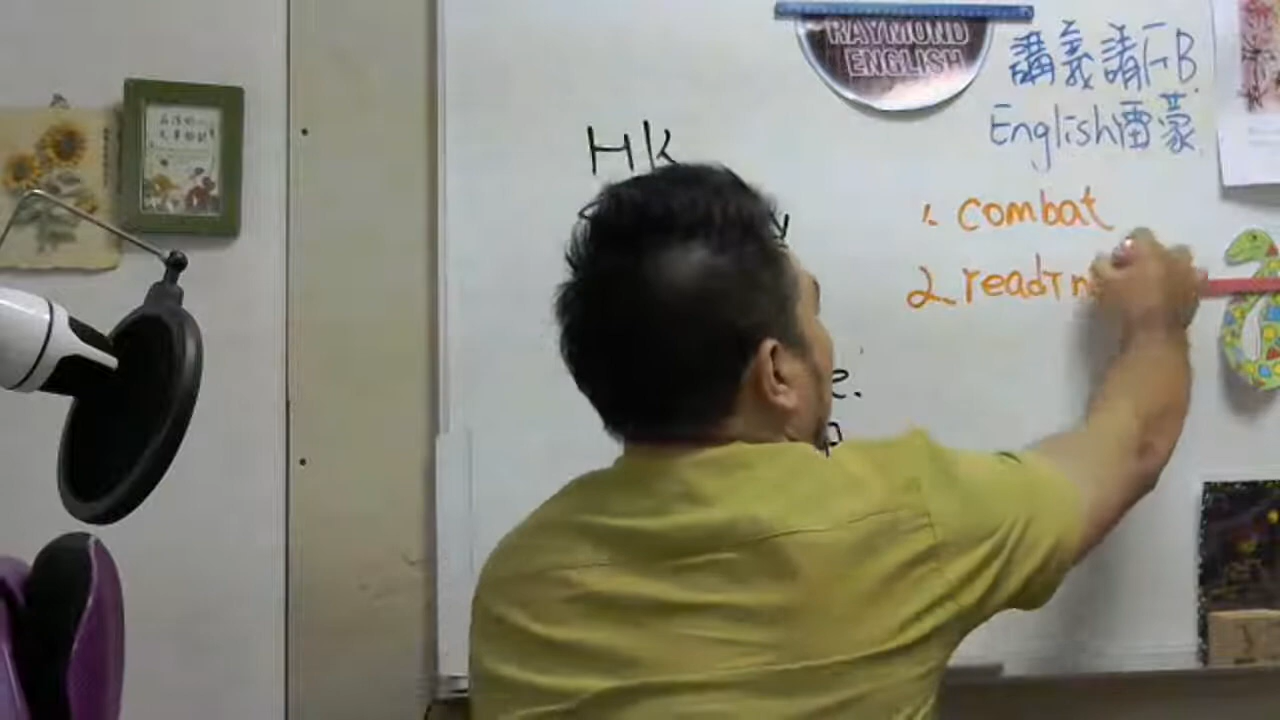 RAYMOND
ENGLISH
講義請FB
English雷蒙
HK
1. combat
2 readin
e.